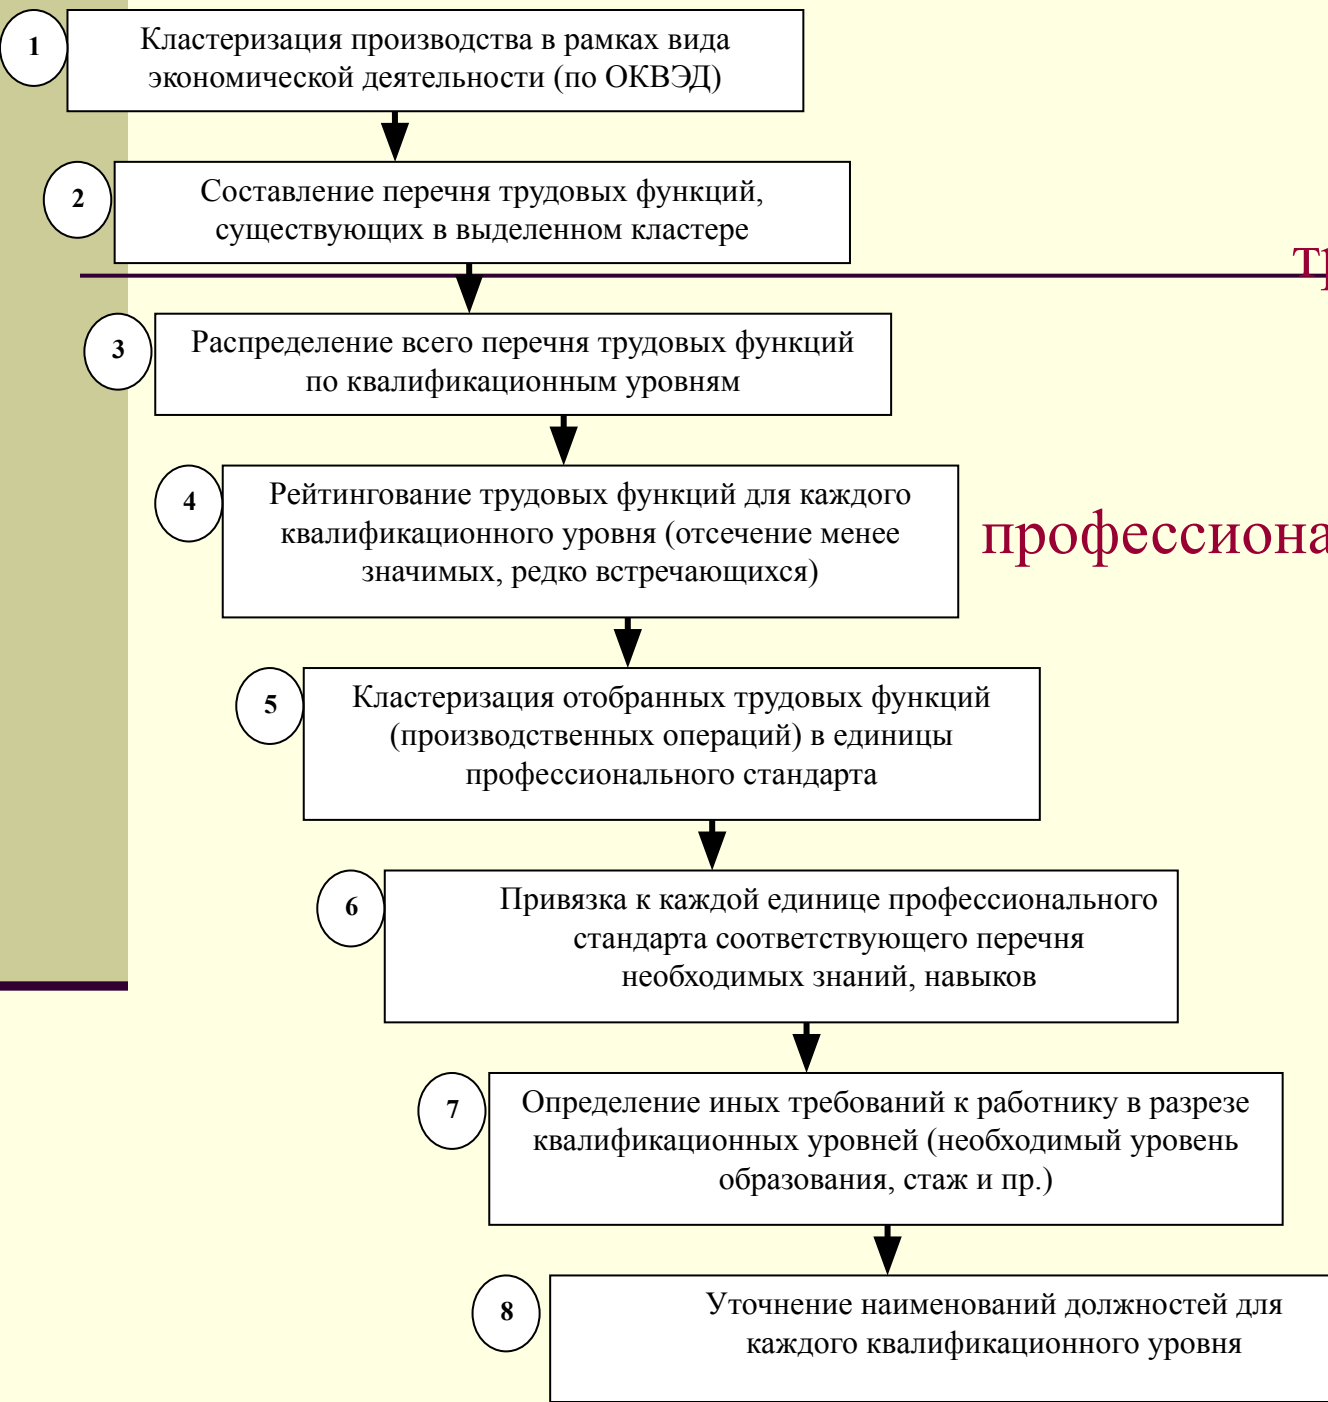 1
Кластеризация производства в рамках вида
экономической деятельности (по ОКВЭД)
2
Составление перечня трудовых функций,
существующих в выделенном кластере
3
Распределение всего перечня трудовых функций
по квалификационным уровням
4
Рейтингование трудовых функций для каждого
квалификационного уровня (отсечение менее
значимых, редко встречающихся)
5
Кластеризация отобранных трудовых функций
(производственных операций) в единицы
профессионального стандарта
6
Привязка к каждой единице профессионального
стандарта соответствующего перечня
необходимых знаний, навыков
7
Определение иных требований к работнику в разрезе
квалификационных уровней (необходимый уровень
образования, стаж и пр.)
8
Уточнение наименований должностей для
каждого квалификационного уровня